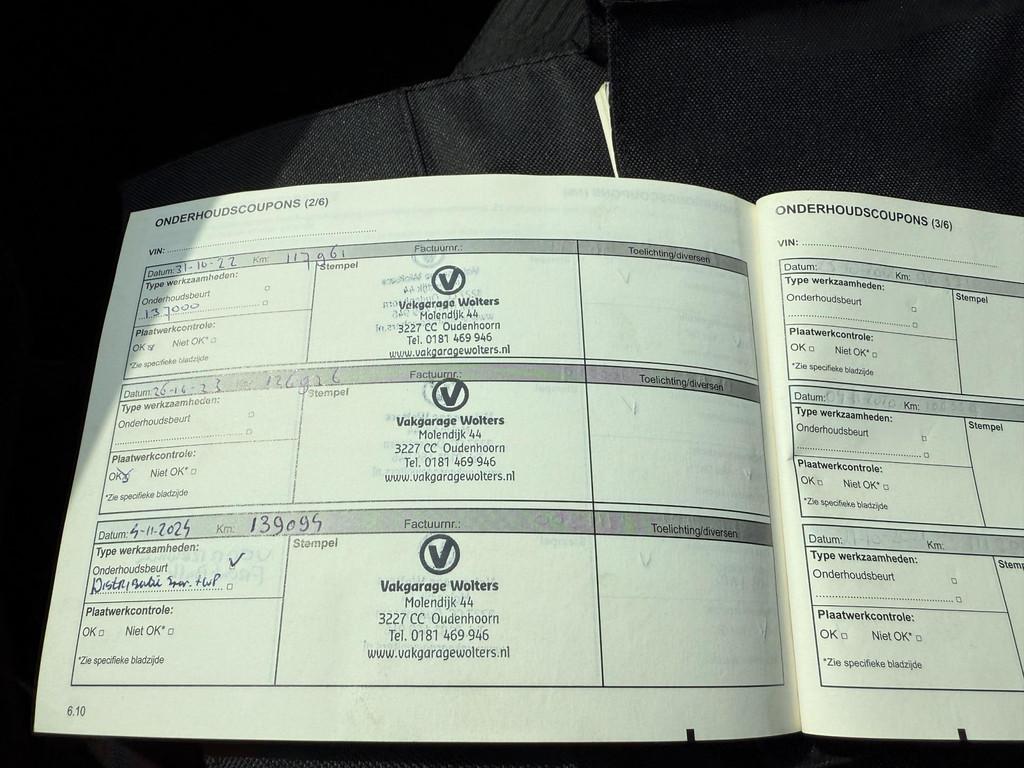 ONDERHOUDSCOUPONS (2/6)
VIN:
Datum: 31-10-22 Km: 117961 Factuurnr.: Toelichting/diversen
Type werkzaamheden: Stempel
Onderhoudsbeurt
137000
Plaatwerkcontrole:
OK Niet OK*
*Zie specifieke bladzijde
Vakgarage Wolters
Molendijk 44
3227 CC Oudenhoorn
Tel. 0181 469 946
www.vakgaragewolters.nl
Datum: Km: Factuurnr.: Toelichting/diversen
Type werkzaamheden: Stempel
Onderhoudsbeurt
Plaatwerkcontrole:
OK Niet OK*
*Zie specifieke bladzijde
Vakgarage Wolters
Molendijk 44
3227 CC Oudenhoorn
Tel. 0181 469 946
www.vakgaragewolters.nl
Datum: 4-11-2024 Km: 139094 Factuurnr.: Toelichting/diversen
Type werkzaamheden: Stempel
Onderhoudsbeurt
Distributie
Plaatwerkcontrole:
OK Niet OK*
*Zie specifieke bladzijde
Vakgarage Wolters
Molendijk 44
3227 CC Oudenhoorn
Tel. 0181 469 946
www.vakgaragewolters.nl
6.10
ONDERHOUDSCOUPONS (3/6)
VIN:
Datum: Km:
Type werkzaamheden: Stempel
Onderhoudsbeurt
Plaatwerkcontrole:
OK Niet OK*
*Zie specifieke bladzijde
Datum: Km:
Type werkzaamheden: Stempel
Onderhoudsbeurt
Plaatwerkcontrole:
OK Niet OK*
*Zie specifieke bladzijde
Datum: Km:
Type werkzaamheden: Stemp
Onderhoudsbeurt
Plaatwerkcontrole:
OK Niet OK*
*Zie specifieke bladzijde